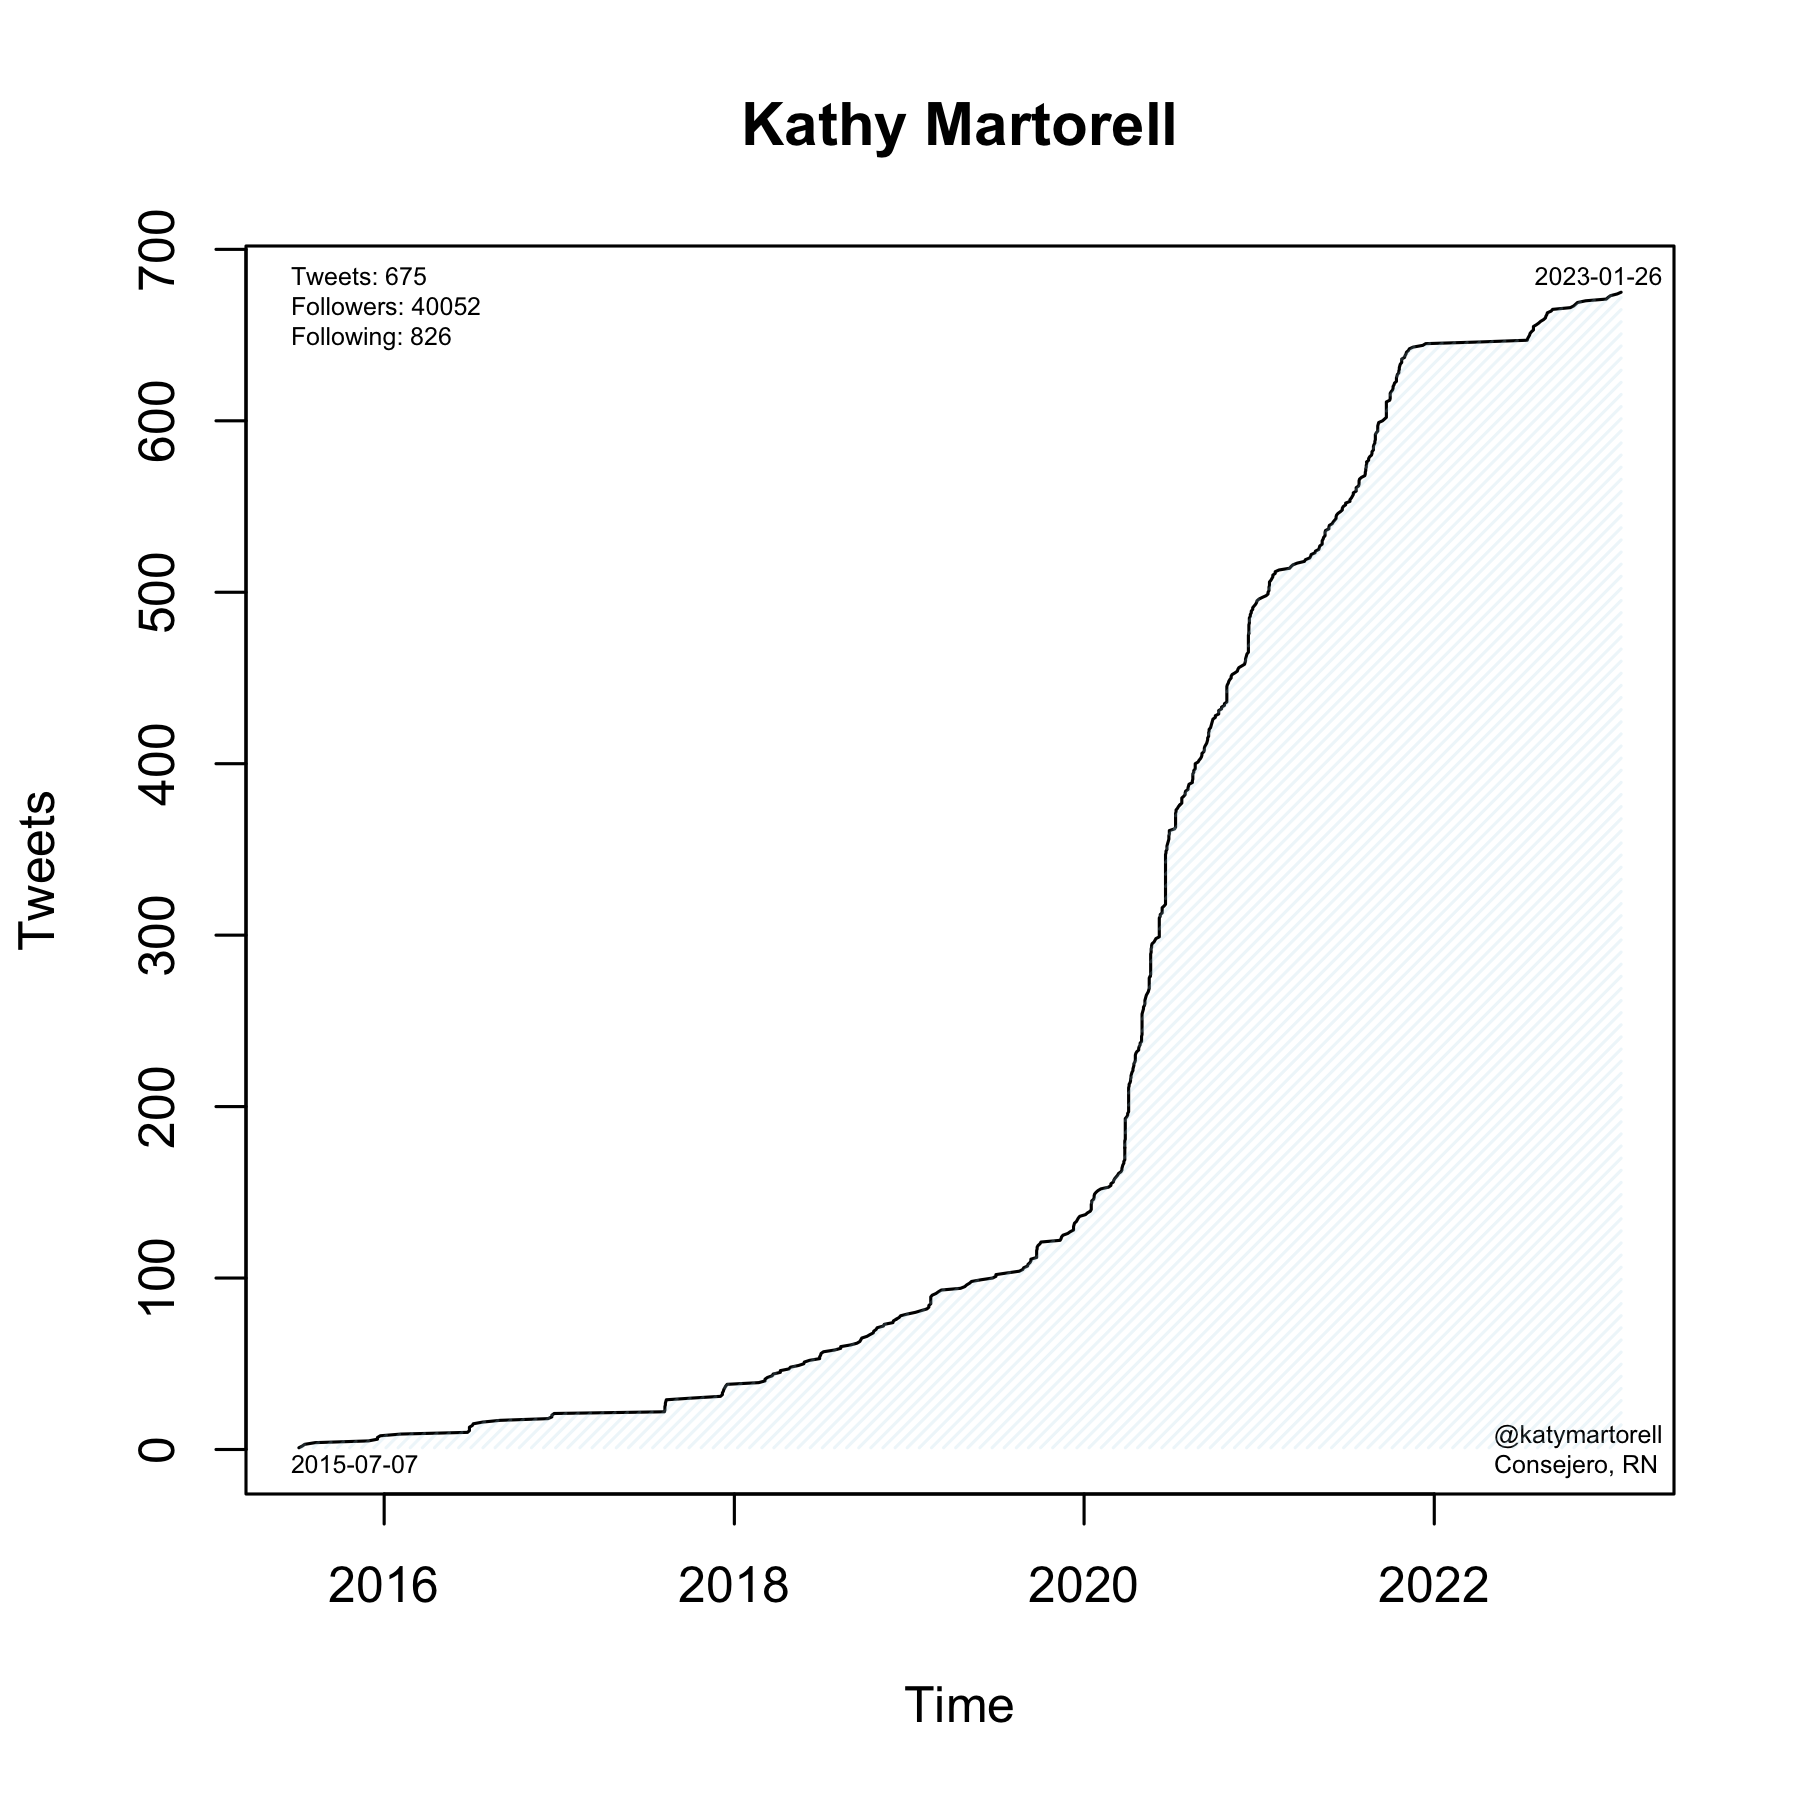 Kathy Martorell
Tweets: 675
Followers: 40052
Following: 826
2023-01-26
700
600
500
400
300
200
100
0
Tweets
2015-07-07
@katymartorell
Consejero, RN
2016
2018
2020
2022
Time